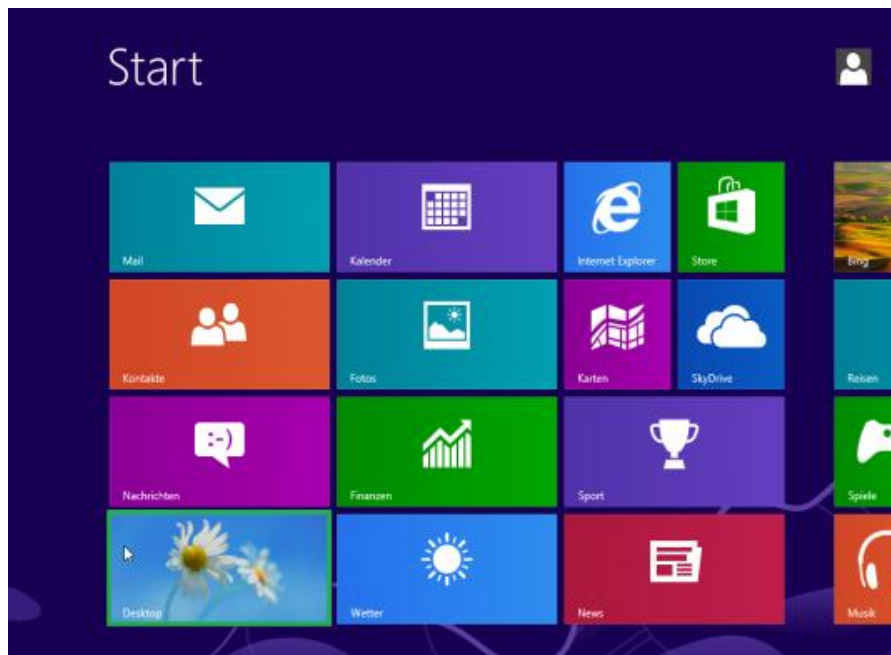 Start
Mail
Kalender
Internet Explorer
Store
Bing
Kontakte
Fotos
Karten
SkyDrive
Reisen
:-)
Nachrichten
Finanzen
Sport
Spiele
Desktop
Wetter
News
Musik